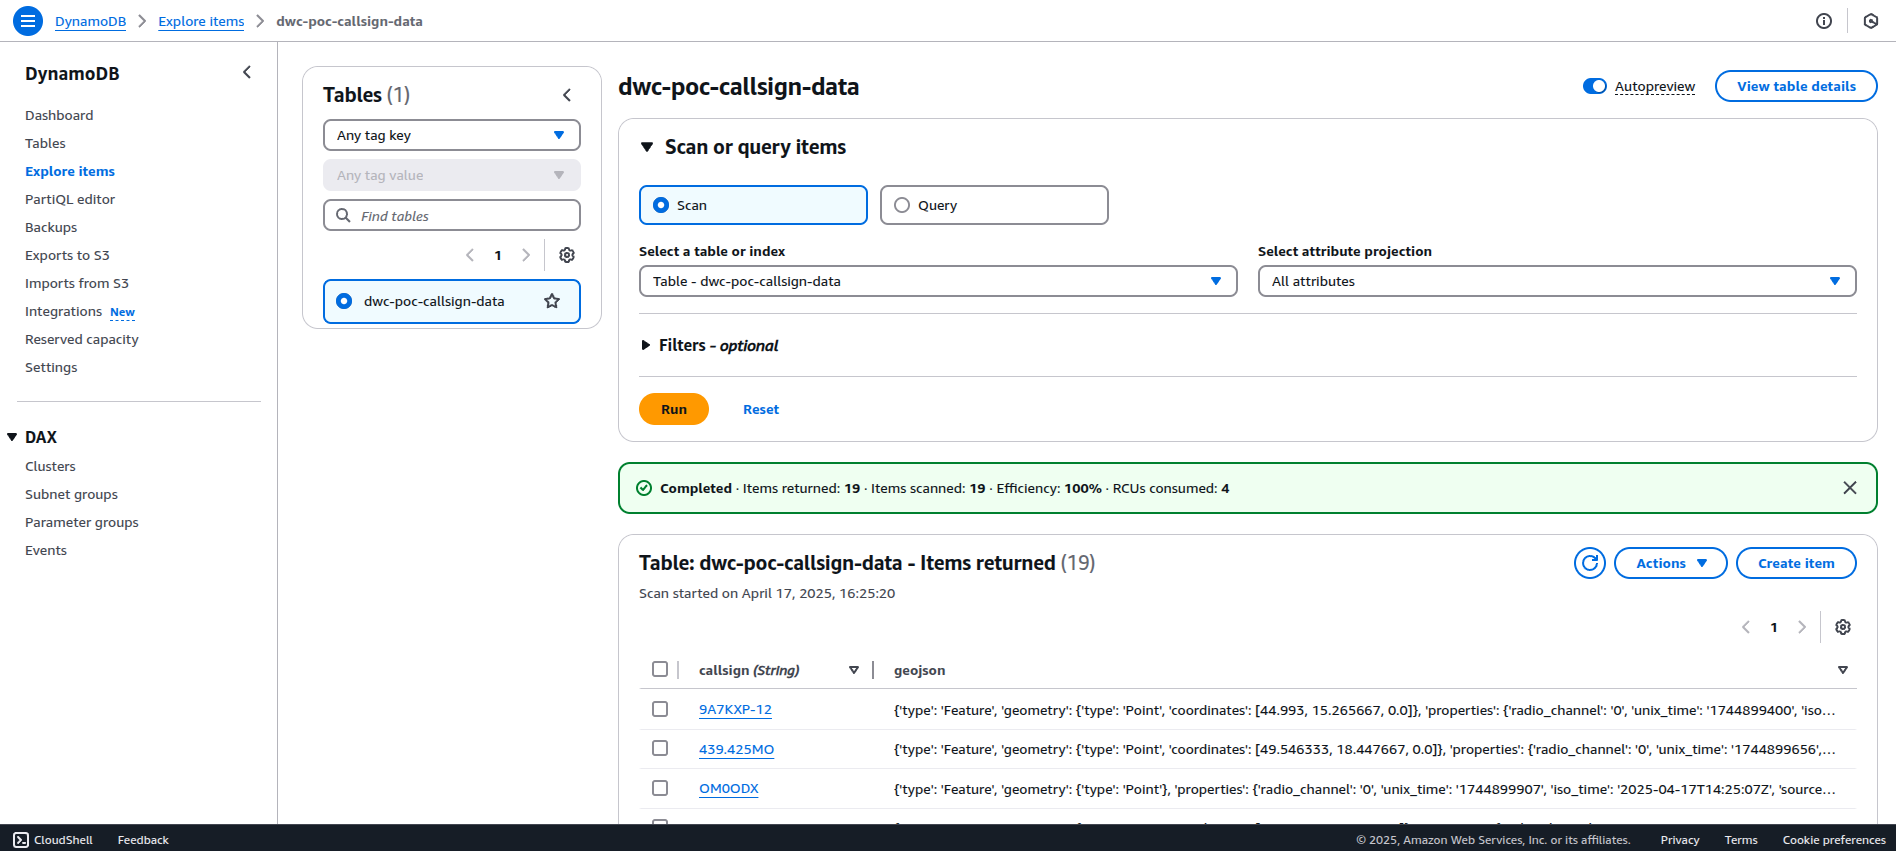 DynamoDB
Explore items
dwc-poc-callsign-data
DynamoDB
Dashboard
Tables
Explore items
PartiQL editor
Backups
Exports to S3
Imports from S3
Integrations New
Reserved capacity
Settings
DAX
Clusters
Subnet groups
Parameter groups
Events
Tables (1)
Any tag key
Any tag value
Find tables
1
dwc-poc-callsign-data
dwc-poc-callsign-data
Autopreview
View table details
Scan or query items
Scan
Query
Select a table or index
Table - dwc-poc-callsign-data
Select attribute projection
All attributes
Filters - optional
Run
Reset
Completed · Items returned: 19 · Items scanned: 19 · Efficiency: 100% · RCUs consumed: 4
Table: dwc-poc-callsign-data - Items returned (19)
Actions
Create item
Scan started on April 17, 2025, 16:25:20
1
callsign (String)
geojson
9A7KXP-12
{'type': 'Feature', 'geometry': {'type': 'Point', 'coordinates': [44.993, 15.265667, 0.0]}, 'properties': {'radio_channel': '0', 'unix_time': '1744899400', 'iso...
439.425MO
{'type': 'Feature', 'geometry': {'type': 'Point', 'coordinates': [49.546333, 18.447667, 0.0]}, 'properties': {'radio_channel': '0', 'unix_time': '1744899656',...
OM0ODX
{'type': 'Feature', 'geometry': {'type': 'Point'}, 'properties': {'radio_channel': '0', 'unix_time': '1744899907', 'iso_time': '2025-04-17T14:25:07Z', 'source...
CloudShell
Feedback
© 2025, Amazon Web Services, Inc. or its affiliates.
Privacy
Terms
Cookie preferences